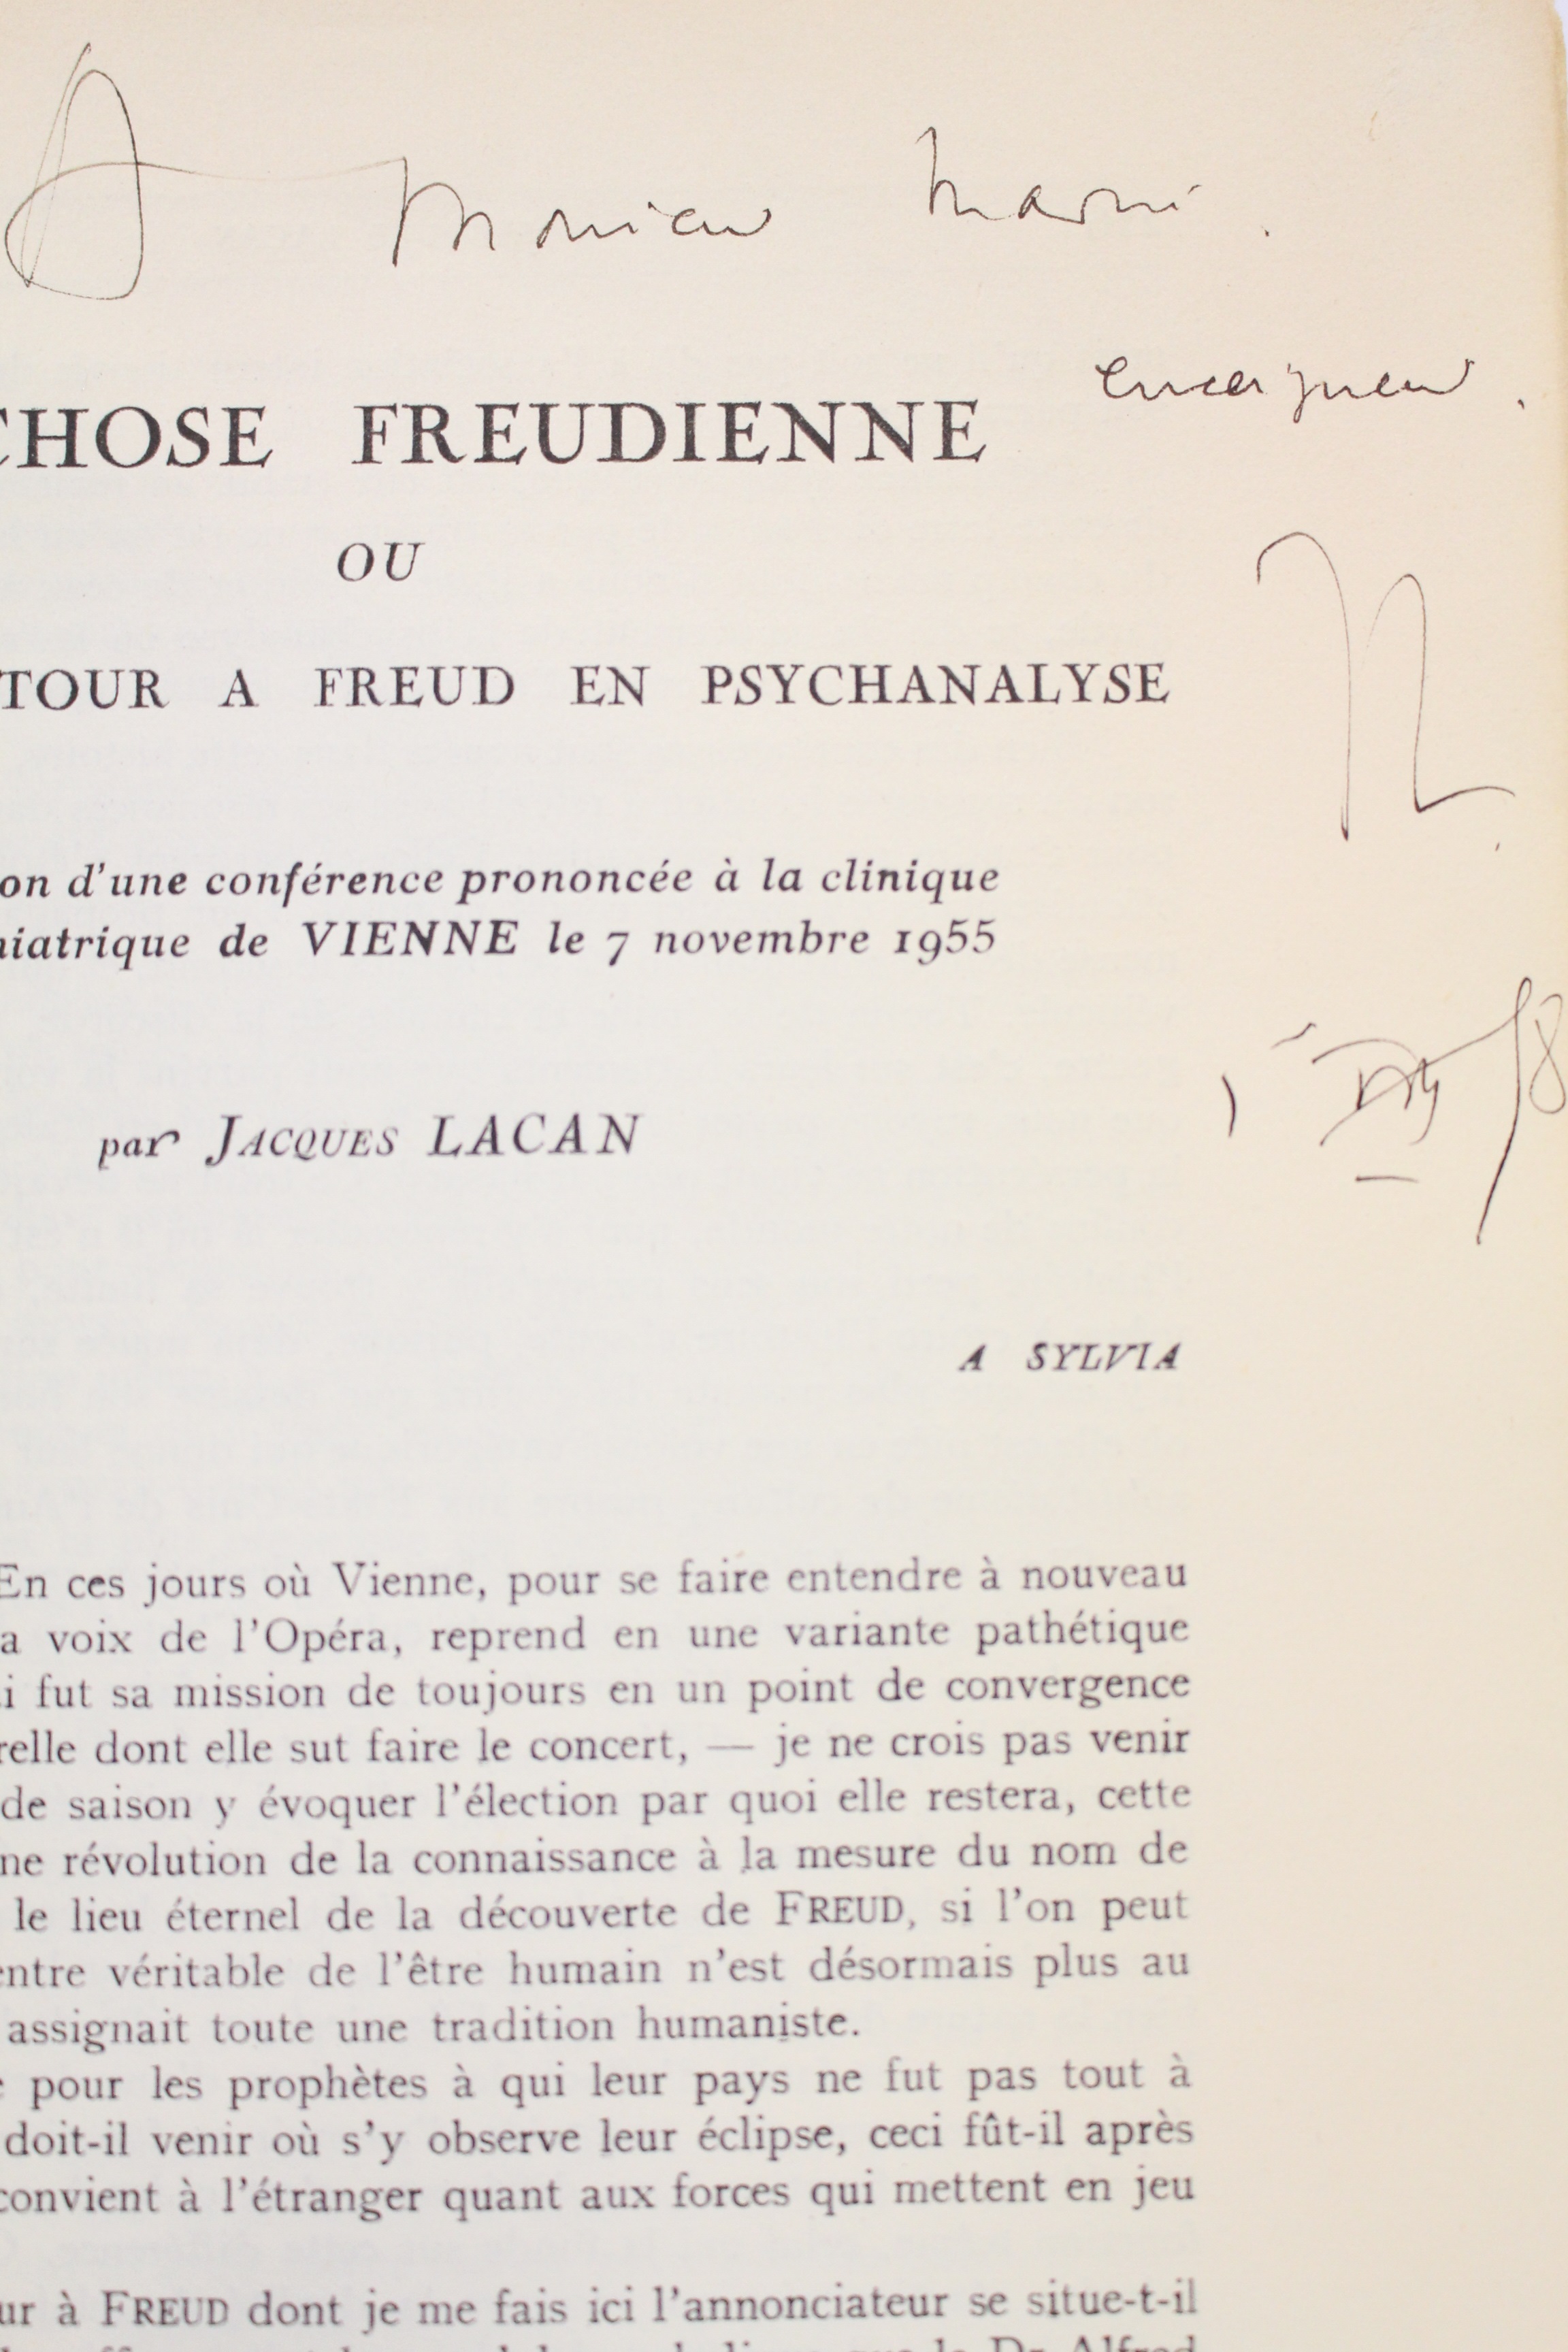 A Monsieur
CHOSE FREUDIENNE
OU
TOUR A FREUD EN PSYCHANALYSE
on d'une conférence prononcée à la clinique
hiatrique de VIENNE le 7 novembre 1955
par JACQUES LACAN
58
A SYLVIA
En ces jours où Vienne, pour se faire entendre à nouveau
a voix de l'Opéra, reprend en une variante pathétique
i fut sa mission de toujours en un point de convergence
relle dont elle sut faire le concert, — je ne crois pas venir
de saison y évoquer l'élection par quoi elle restera, cette
ne révolution de la connaissance à la mesure du nom de
le lieu éternel de la découverte de FREUD, si l'on peut
entre véritable de l'être humain n'est désormais plus au
assignait toute une tradition humaniste.
pour les prophètes à qui leur pays ne fut pas tout à
doit-il venir où s'y observe leur éclipse, ceci fût-il après
convient à l'étranger quant aux forces qui mettent en jeu
ur à FREUD dont je me fais ici l'annonciateur se situe-t-il